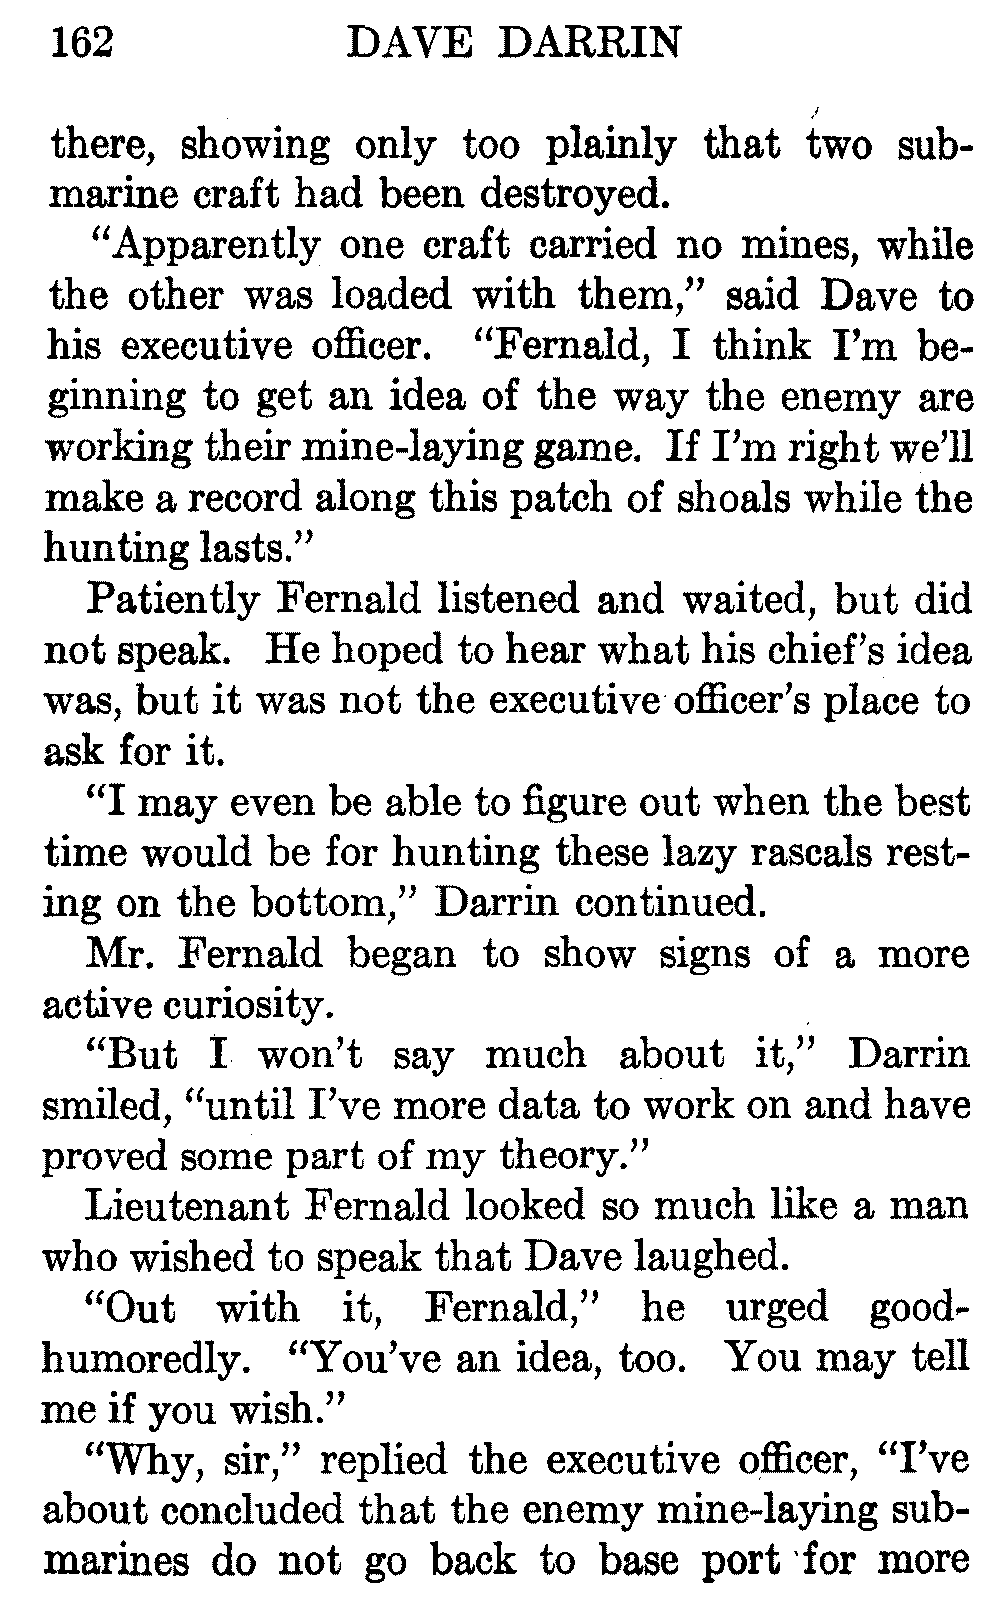 162 DAVE DARRIN
there, showing only too plainly that two sub-
marine craft had been destroyed.
“Apparently one craft carried no mines, while
the other was loaded with them,” said Dave to
his executive officer. “Fernald, I think I’m be-
ginning to get an idea of the way the enemy are
working their mine-laying game. If I’m right we’ll
make a record along this patch of shoals while the
hunting lasts.”
Patiently Fernald listened and waited, but did
not speak. He hoped to hear what his chief’s idea
was, but it was not the executive officer’s place to
ask for it.
“I may even be able to figure out when the best
time would be for hunting these lazy rascals rest-
ing on the bottom,” Darrin continued.
Mr. Fernald began to show signs of a more
active curiosity.
“But I won’t say much about it,” Darrin
smiled, “until I’ve more data to work on and have
proved some part of my theory.”
Lieutenant Fernald looked so much like a man
who wished to speak that Dave laughed.
“Out with it, Fernald,” he urged good-
humoredly. “You’ve an idea, too. You may tell
me if you wish.”
“Why, sir,” replied the executive officer, “I’ve
about concluded that the enemy mine-laying sub-
marines do not go back to base port for more